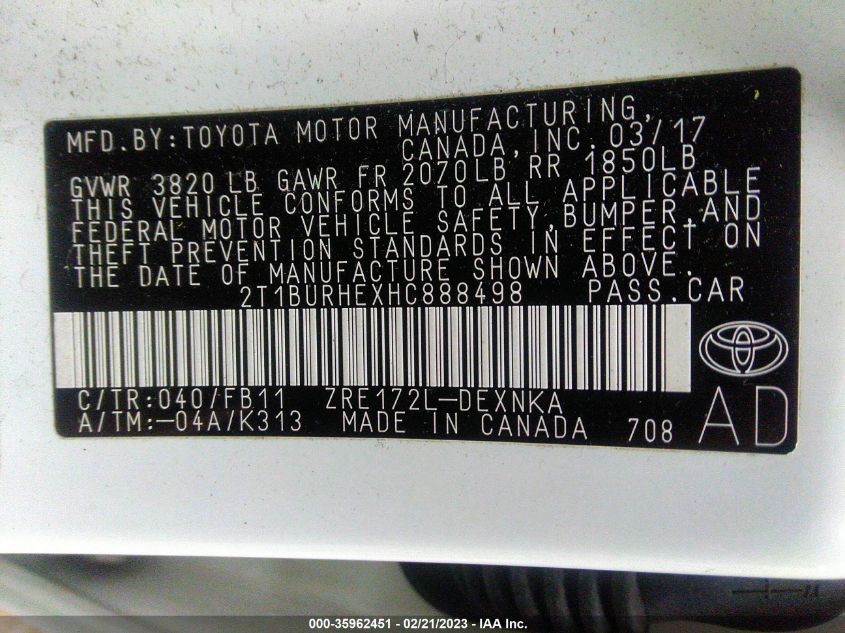 MFD.BY:TOYOTA MOTOR MANUFACTURING,
CANADA,INC.03/17
GVWR 3820 LB GAWR FR 2070LB RR 1850LB
THIS VEHICLE CONFORMS TO ALL APPLICABLE
FEDERAL MOTOR VEHICLE SAFETY,BUMPER,AND
THEFT PREVENTION STANDARDS IN EFFECT ON
THE DATE OF MANUFACTURE SHOWN ABOVE.
2T1BURHEXHC888498 PASS.CAR
C/TR:040/FB11 ZRE172L-DEXNKA
A/TM:-04A/K313 MADE IN CANADA 708 AD
000-35962451 - 02/21/2023 - IAA Inc.